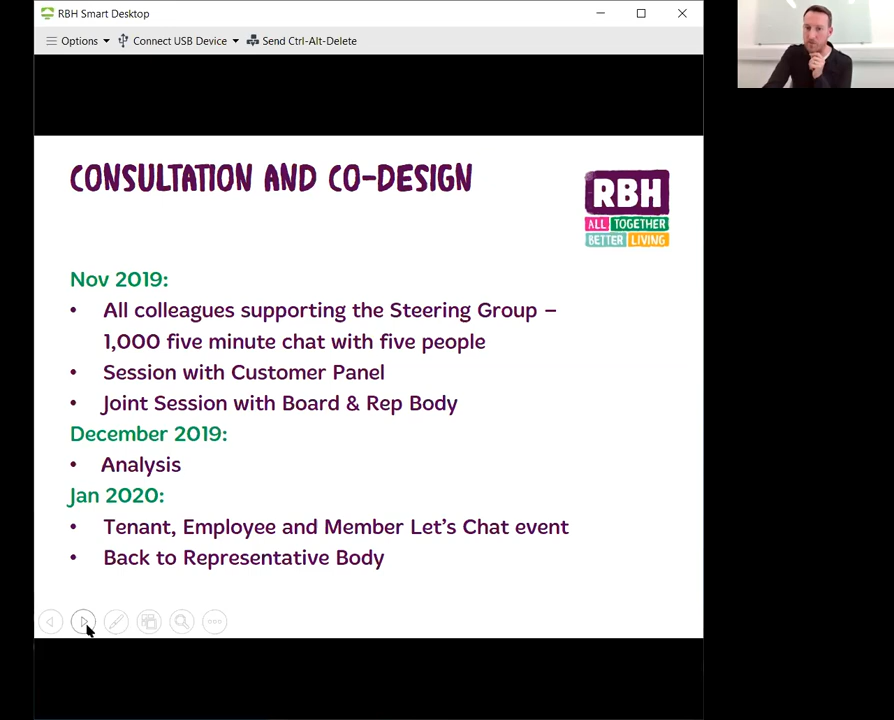 RBH Smart Desktop
Options
Connect USB Device
Send Ctrl-Alt-Delete
CONSULTATION AND CO-DESIGN
RBH
ALL TOGETHER
BETTER LIVING
Nov 2019:
• All colleagues supporting the Steering Group –
1,000 five minute chat with five people
• Session with Customer Panel
• Joint Session with Board & Rep Body
December 2019:
• Analysis
Jan 2020:
• Tenant, Employee and Member Let's Chat event
• Back to Representative Body